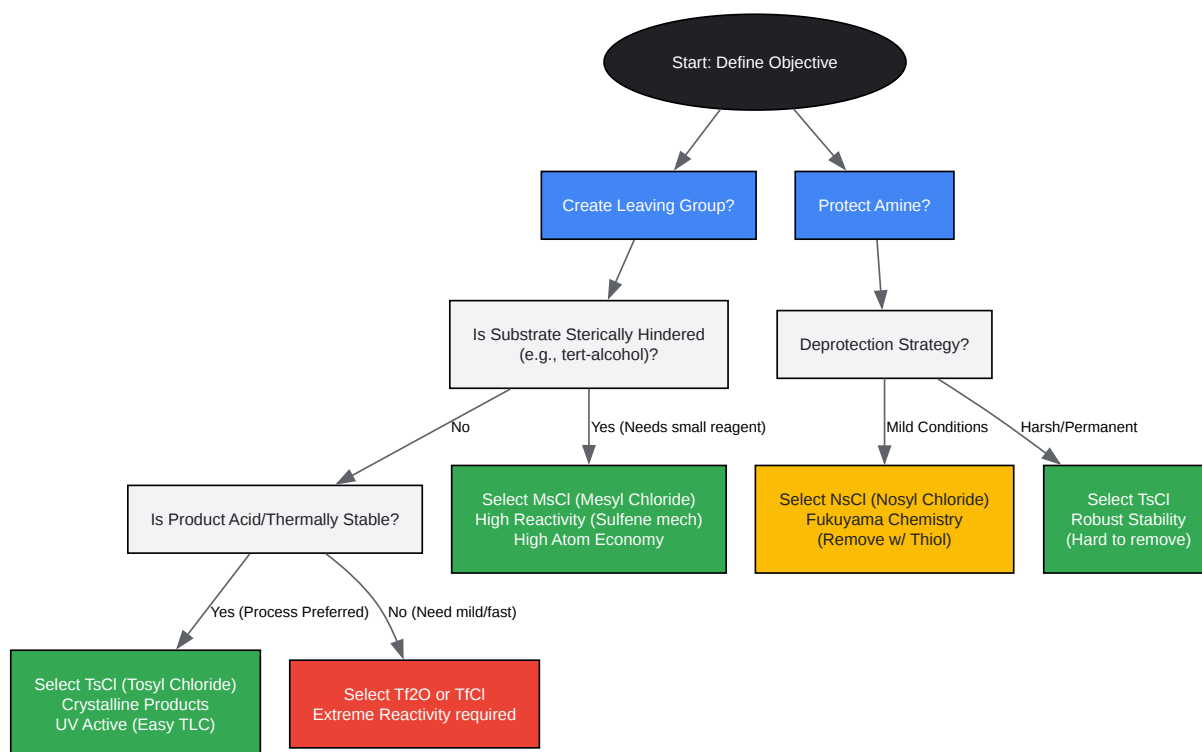 Start: Define Objective
Create Leaving Group?
Protect Amine?
Is Substrate Sterically Hindered
(e.g., tert-alcohol)?
Deprotection Strategy?
No
Yes (Needs small reagent)
Mild Conditions
Harsh/Permanent
Is Product Acid/Thermally Stable?
Select MsCl (Mesyl Chloride)
High Reactivity (Sulfene mech)
High Atom Economy
Select NsCl (Nosyl Chloride)
Fukuyama Chemistry
(Remove w/ Thiol)
Select TsCl
Robust Stability
(Hard to remove)
Yes (Process Preferred)
No (Need mild/fast)
Select TsCl (Tosyl Chloride)
Crystalline Products
UV Active (Easy TLC)
Select Tf2O or TfCl
Extreme Reactivity required